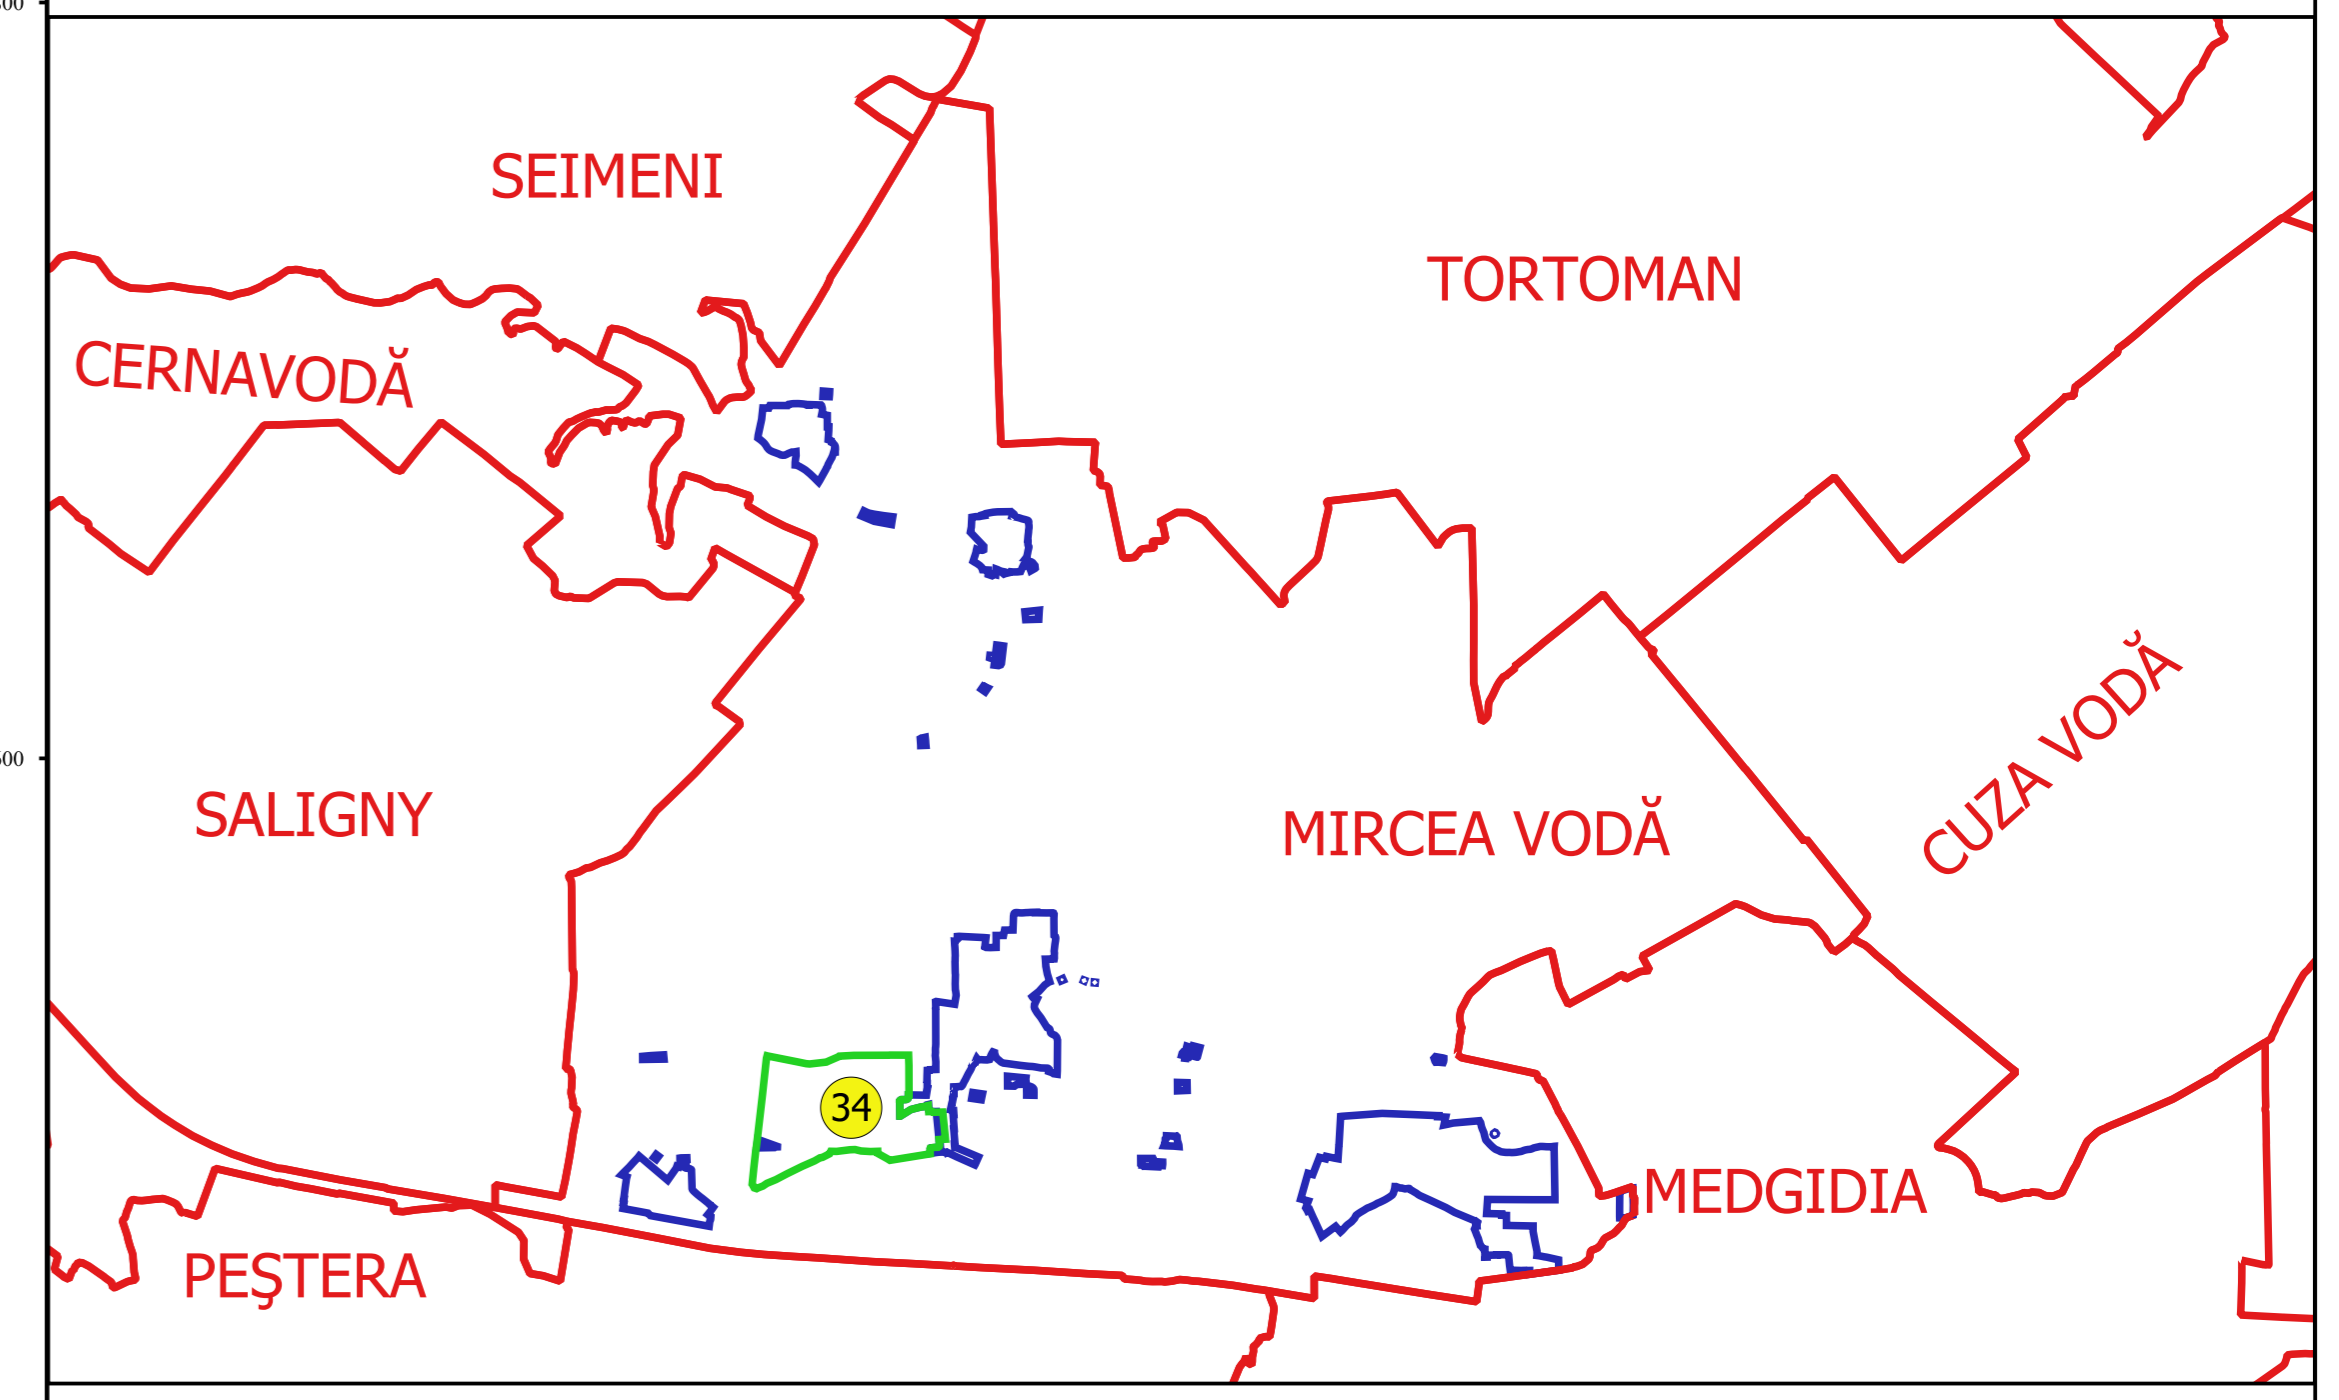 SEIMENI
TORTOMAN
CERNAVODĂ
CUZA VODĂ
SALIGNY
MIRCEA VODĂ
34
MEDGIDIA
PEŞTERA